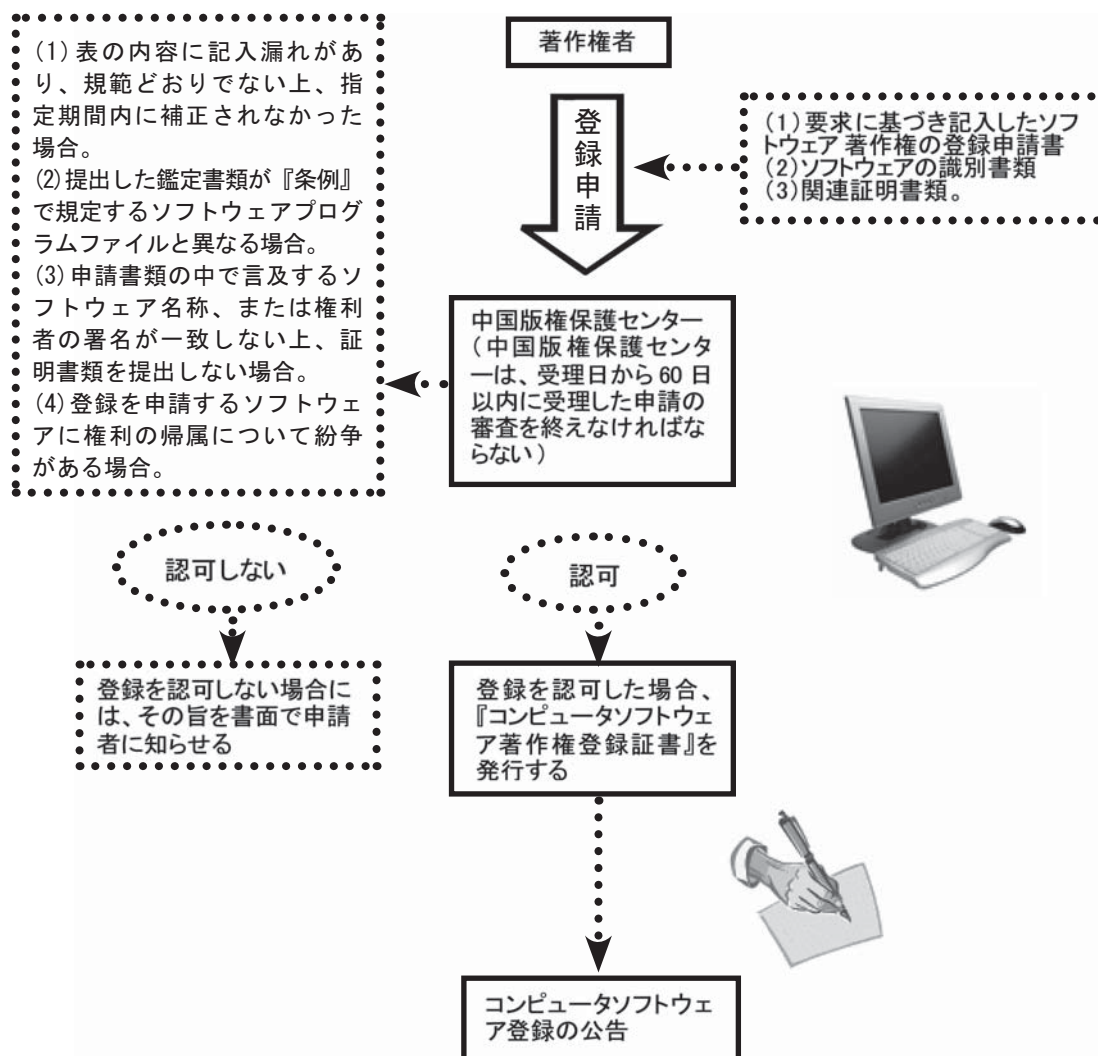 著作権者
登録申請
(1)要求に基づき記入したソフ
トウェア著作権の登録申請書
(2)ソフトウェアの識別書類
(3)関連証明書類。
(1)表の内容に記入漏れがあ
り、規範どおりでない上、指
定期間内に補正されなかった
場合。
(2)提出した鑑定書類が『条例』
で規定するソフトウェアプログ
ラムファイルと異なる場合。
(3)申請書類の中で言及するソ
フトウェア名称、または権利
者の署名が一致しない上、証
明書類を提出しない場合。
(4)登録を申請するソフトウェ
アに権利の帰属について紛争
がある場合。
中国版権保護センター
(中国版権保護センタ
ーは、受理日から60日
以内に受理した申請の
審査を終えなければな
らない)
認可しない
認可
登録を認可しない場合に
は、その旨を書面で申請
者に知らせる
登録を認可した場合、
『コンピュータソフトウェ
ア著作権登録証書』を
発行する
コンピュータソフトウェ
ア登録の公告